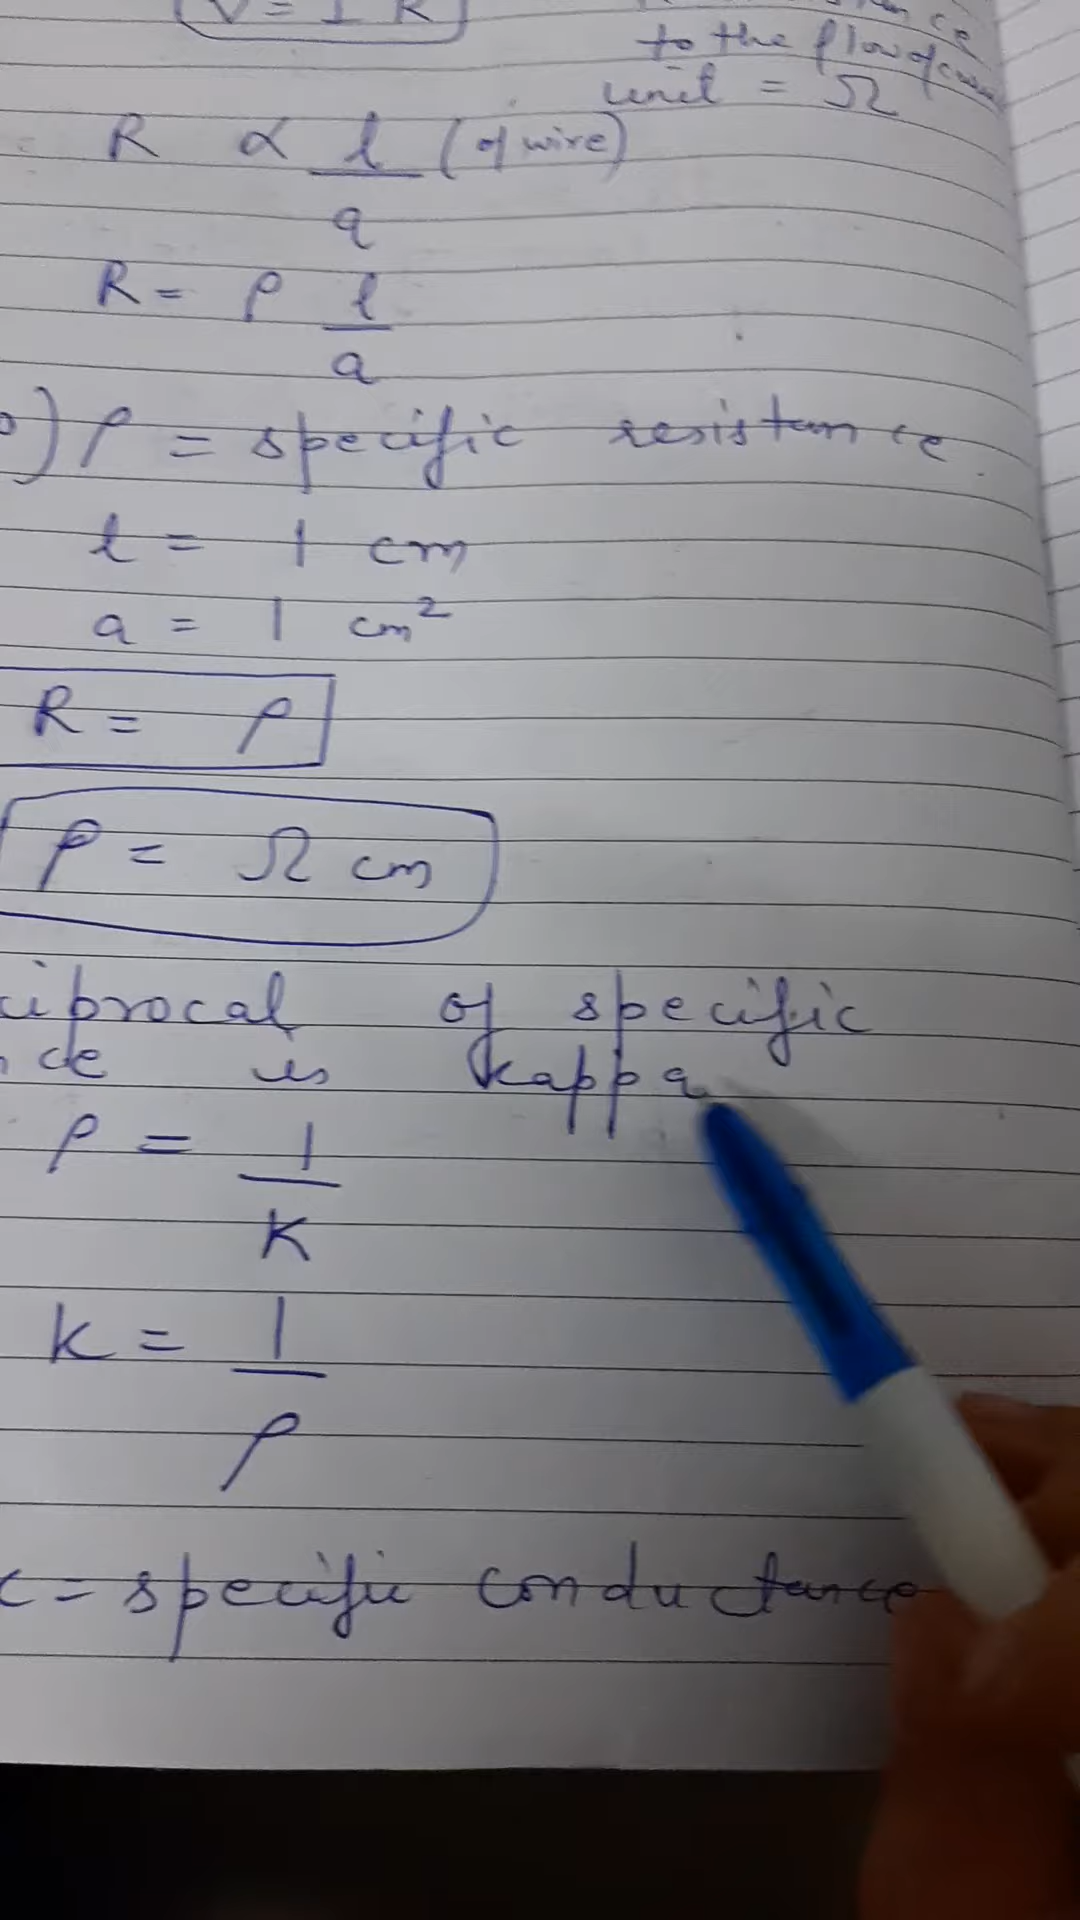 V = I R
to the flow of
unit = Ω
R ∝ l (of wire)
a
R = ρ l
a
ρ = specific resistance
l = 1 cm
a = 1 cm²
R = ρ
ρ = Ω cm
ciprocal of specific
ce is kappa
ρ = 1
K
k = 1
ρ
= specific conductance